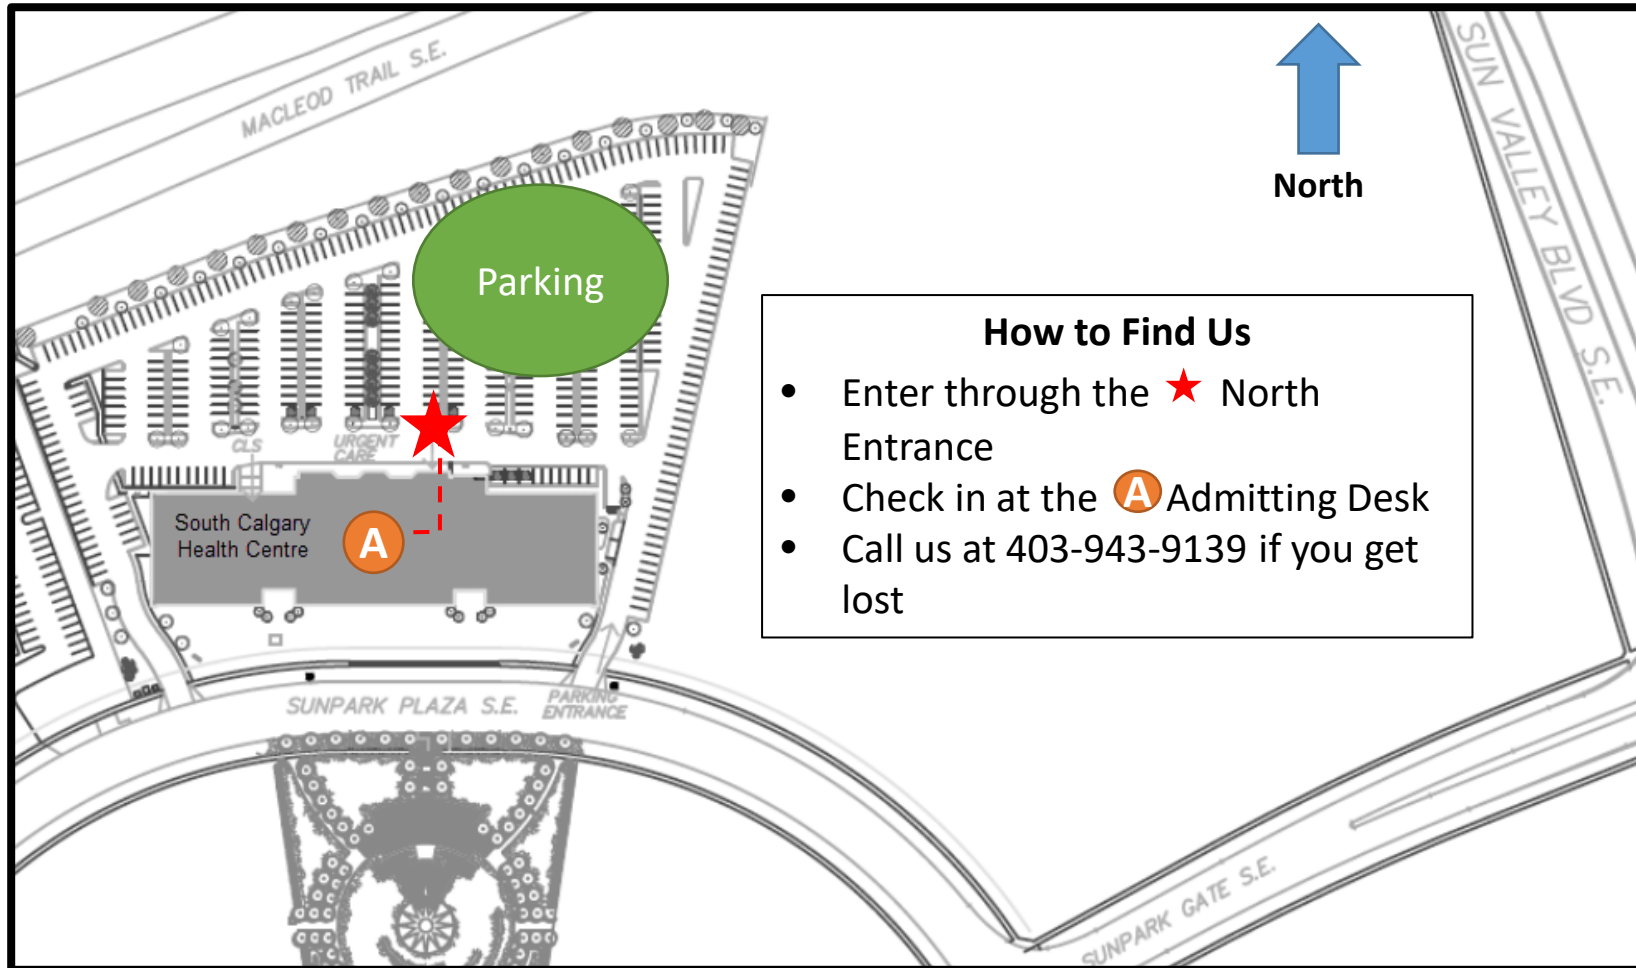 MACLEOD TRAIL S.E.
SUN VALLEY BLVD S.E.
North
Parking
How to Find Us
• Enter through the ★ North
Entrance
• Check in at the A Admitting Desk
• Call us at 403-943-9139 if you get
lost
CLS
URGENT
CARE
South Calgary
Health Centre
A
SUNPARK PLAZA S.E.
PARKING
ENTRANCE
SUNPARK GATE S.E.